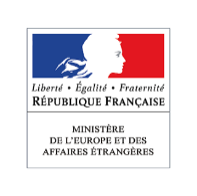 Liberté • Égalité • Fraternité
RÉPUBLIQUE FRANÇAISE
MINISTÈRE
DE L'EUROPE ET DES
AFFAIRES ÉTRANGÈRES